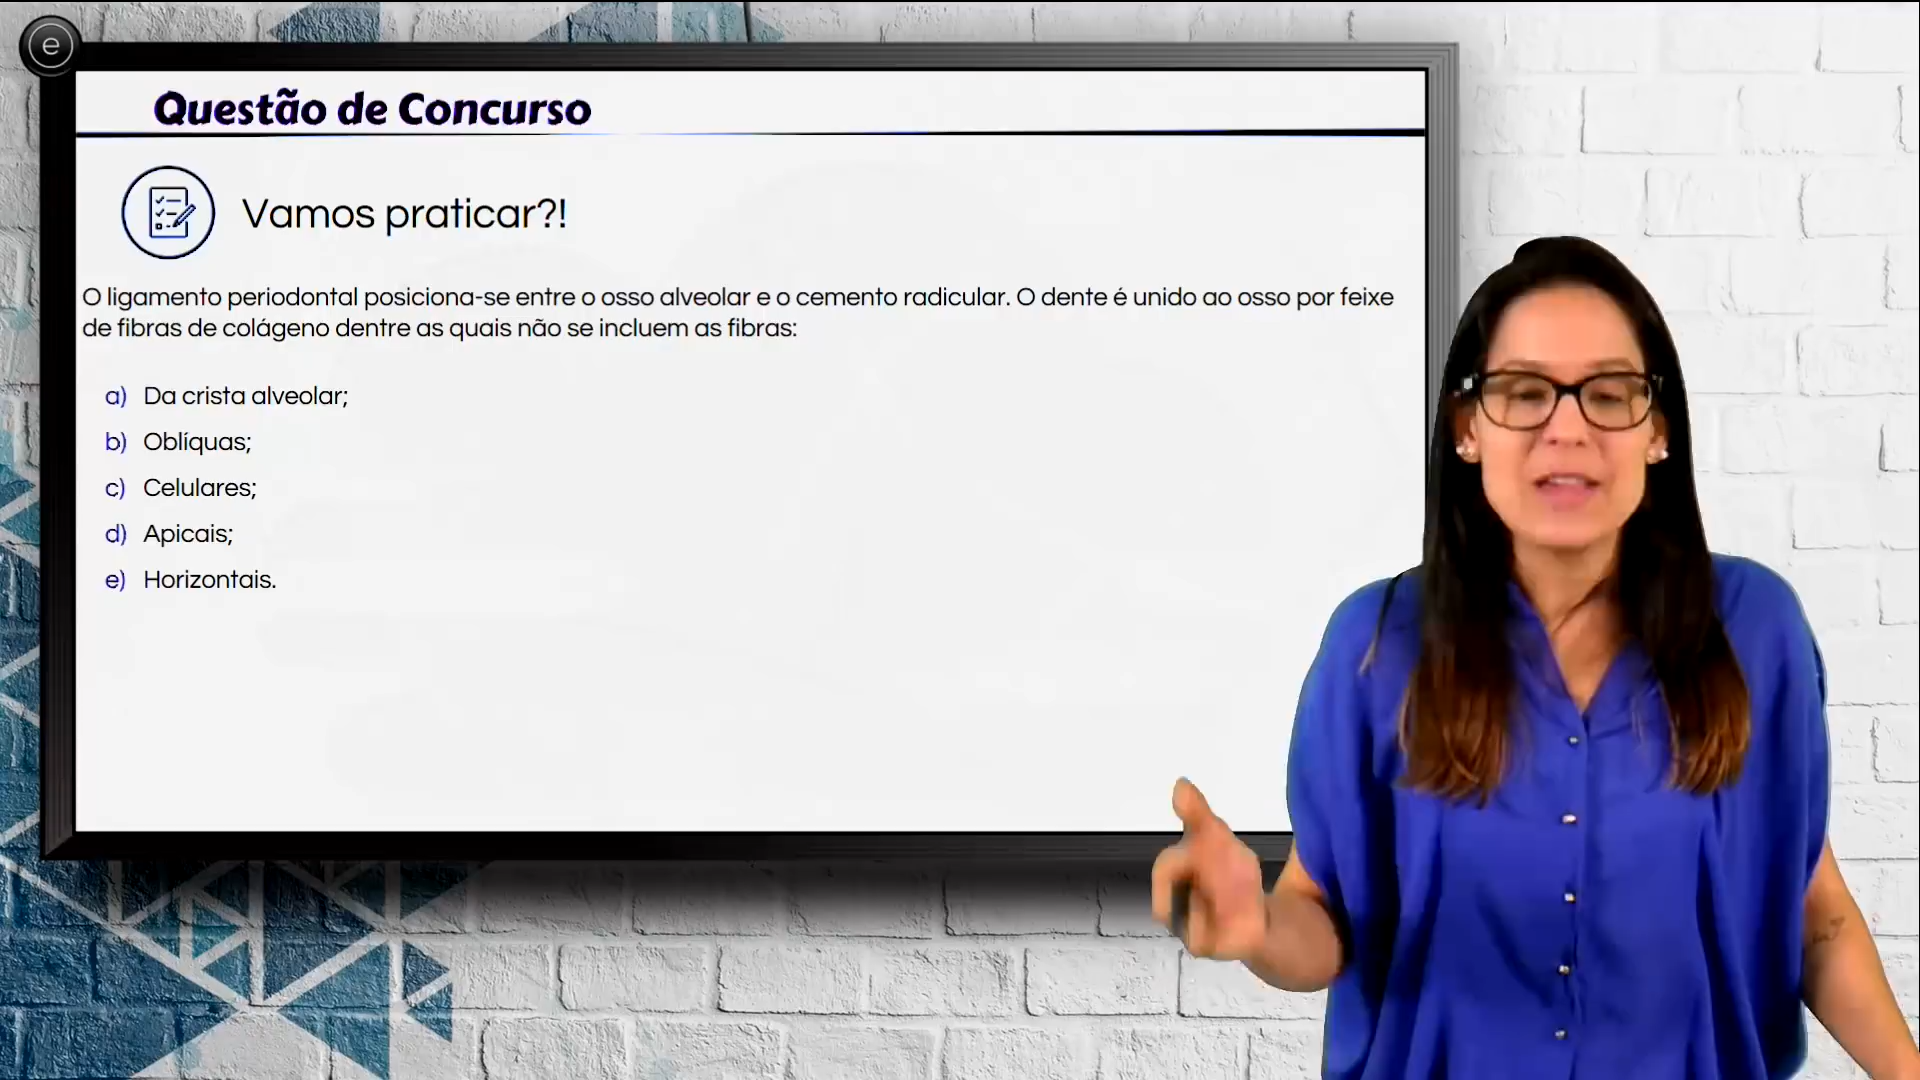 e
Questão de Concurso
Vamos praticar?!
O ligamento periodontal posiciona-se entre o osso alveolar e o cemento radicular. O dente é unido ao osso por feixe
de fibras de colágeno dentre as quais não se incluem as fibras:
a) Da crista alveolar;
b) Oblíquas;
c) Celulares;
d) Apicais;
e) Horizontais.